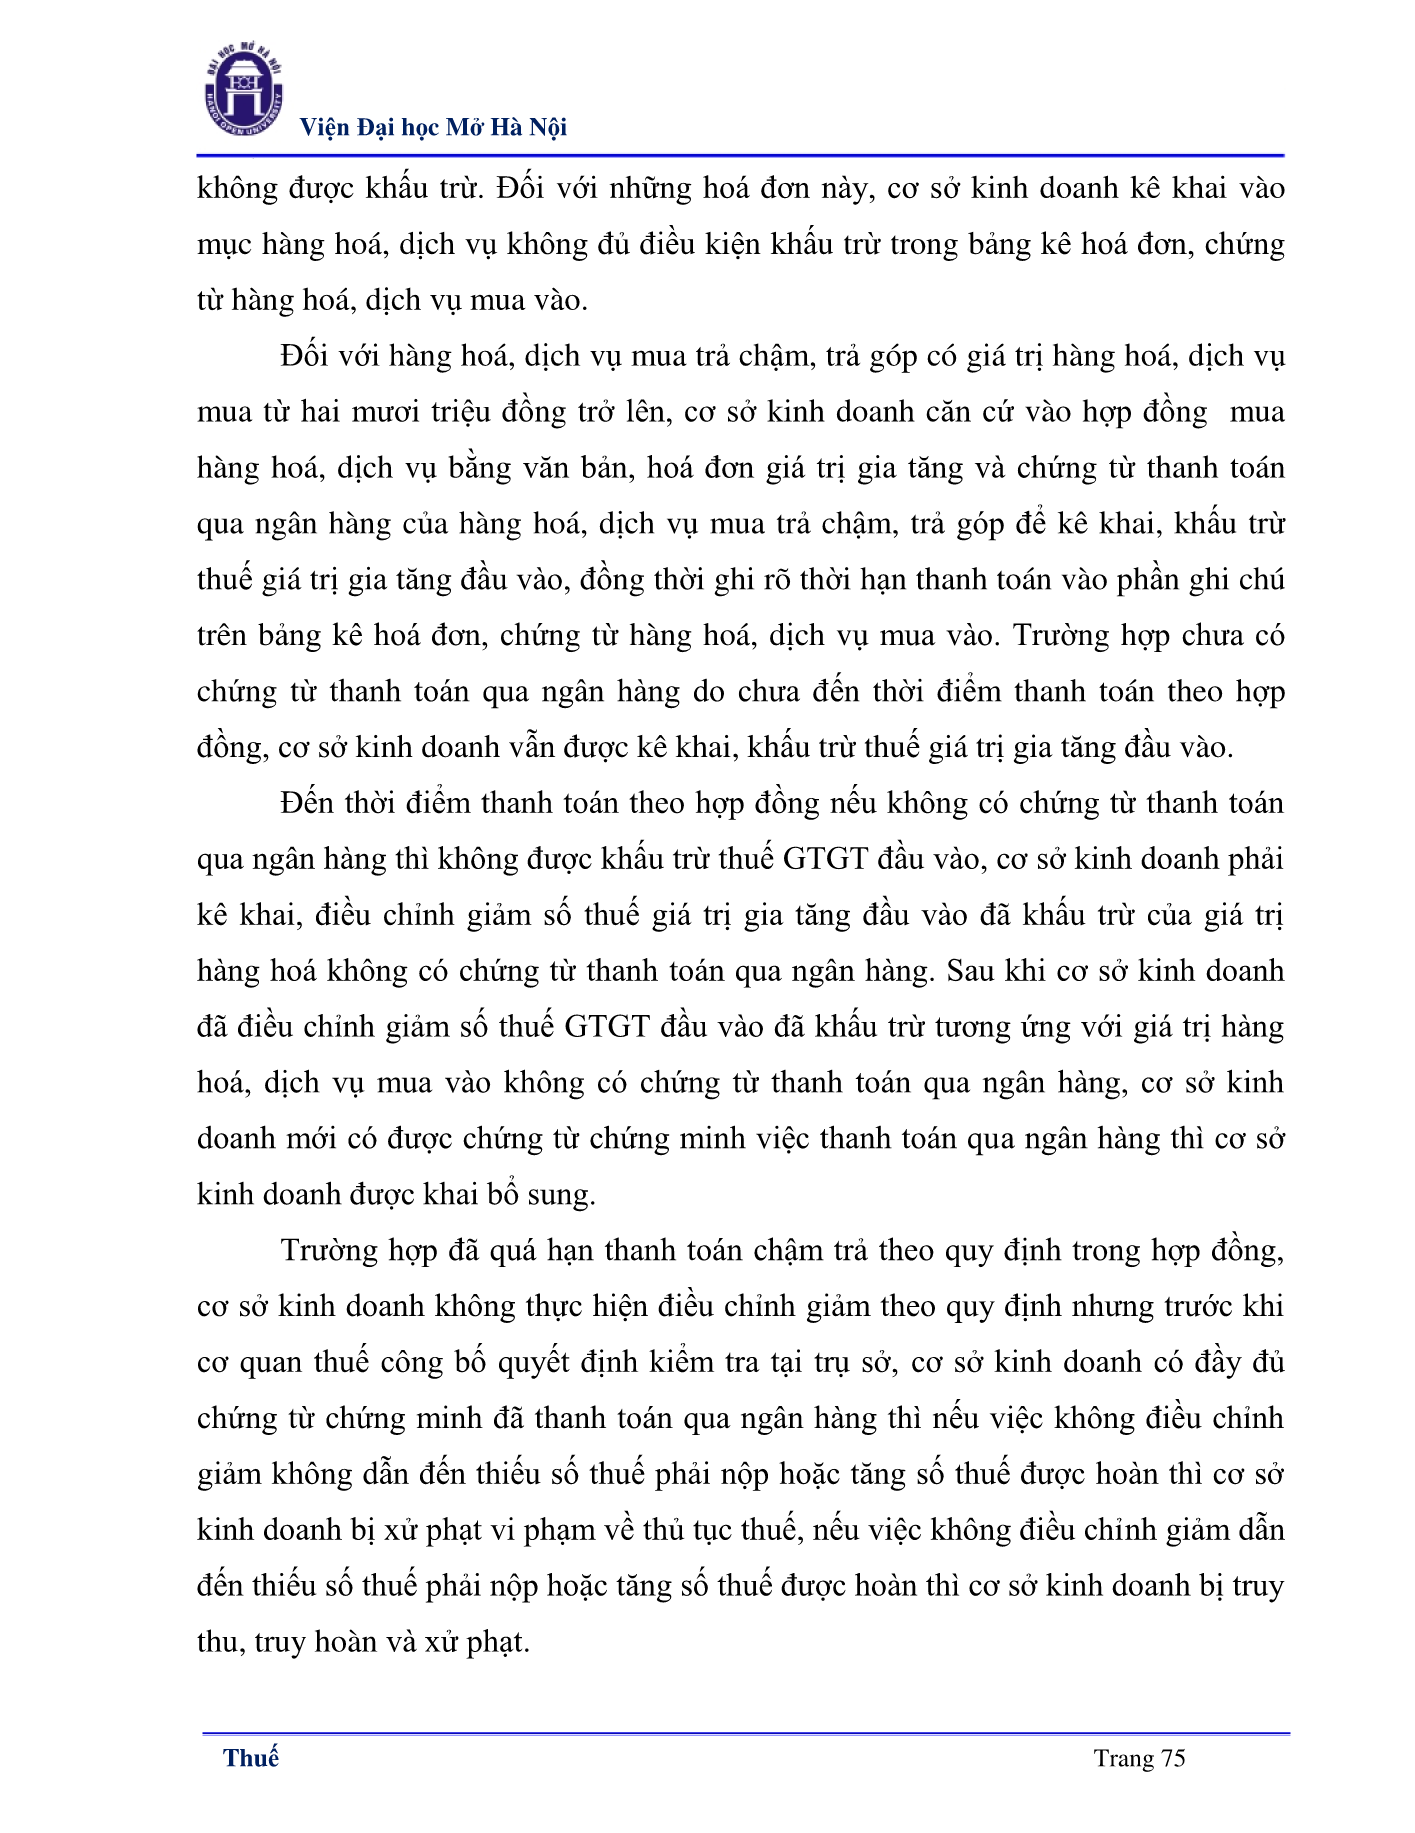 ĐẠI HỌC MỞ HÀ NỘI
HANOI OPEN UNIVERSITY
Viện Đại học Mở Hà Nội
không được khấu trừ. Đối với những hoá đơn này, cơ sở kinh doanh kê khai vào
mục hàng hoá, dịch vụ không đủ điều kiện khấu trừ trong bảng kê hoá đơn, chứng
từ hàng hoá, dịch vụ mua vào.
Đối với hàng hoá, dịch vụ mua trả chậm, trả góp có giá trị hàng hoá, dịch vụ
mua từ hai mươi triệu đồng trở lên, cơ sở kinh doanh căn cứ vào hợp đồng  mua
hàng hoá, dịch vụ bằng văn bản, hoá đơn giá trị gia tăng và chứng từ thanh toán
qua ngân hàng của hàng hoá, dịch vụ mua trả chậm, trả góp để kê khai, khấu trừ
thuế giá trị gia tăng đầu vào, đồng thời ghi rõ thời hạn thanh toán vào phần ghi chú
trên bảng kê hoá đơn, chứng từ hàng hoá, dịch vụ mua vào. Trường hợp chưa có
chứng từ thanh toán qua ngân hàng do chưa đến thời điểm thanh toán theo hợp
đồng, cơ sở kinh doanh vẫn được kê khai, khấu trừ thuế giá trị gia tăng đầu vào.
Đến thời điểm thanh toán theo hợp đồng nếu không có chứng từ thanh toán
qua ngân hàng thì không được khấu trừ thuế GTGT đầu vào, cơ sở kinh doanh phải
kê khai, điều chỉnh giảm số thuế giá trị gia tăng đầu vào đã khấu trừ của giá trị
hàng hoá không có chứng từ thanh toán qua ngân hàng. Sau khi cơ sở kinh doanh
đã điều chỉnh giảm số thuế GTGT đầu vào đã khấu trừ tương ứng với giá trị hàng
hoá, dịch vụ mua vào không có chứng từ thanh toán qua ngân hàng, cơ sở kinh
doanh mới có được chứng từ chứng minh việc thanh toán qua ngân hàng thì cơ sở
kinh doanh được khai bổ sung.
Trường hợp đã quá hạn thanh toán chậm trả theo quy định trong hợp đồng,
cơ sở kinh doanh không thực hiện điều chỉnh giảm theo quy định nhưng trước khi
cơ quan thuế công bố quyết định kiểm tra tại trụ sở, cơ sở kinh doanh có đầy đủ
chứng từ chứng minh đã thanh toán qua ngân hàng thì nếu việc không điều chỉnh
giảm không dẫn đến thiếu số thuế phải nộp hoặc tăng số thuế được hoàn thì cơ sở
kinh doanh bị xử phạt vi phạm về thủ tục thuế, nếu việc không điều chỉnh giảm dẫn
đến thiếu số thuế phải nộp hoặc tăng số thuế được hoàn thì cơ sở kinh doanh bị truy
thu, truy hoàn và xử phạt.
Thuế
Trang 75